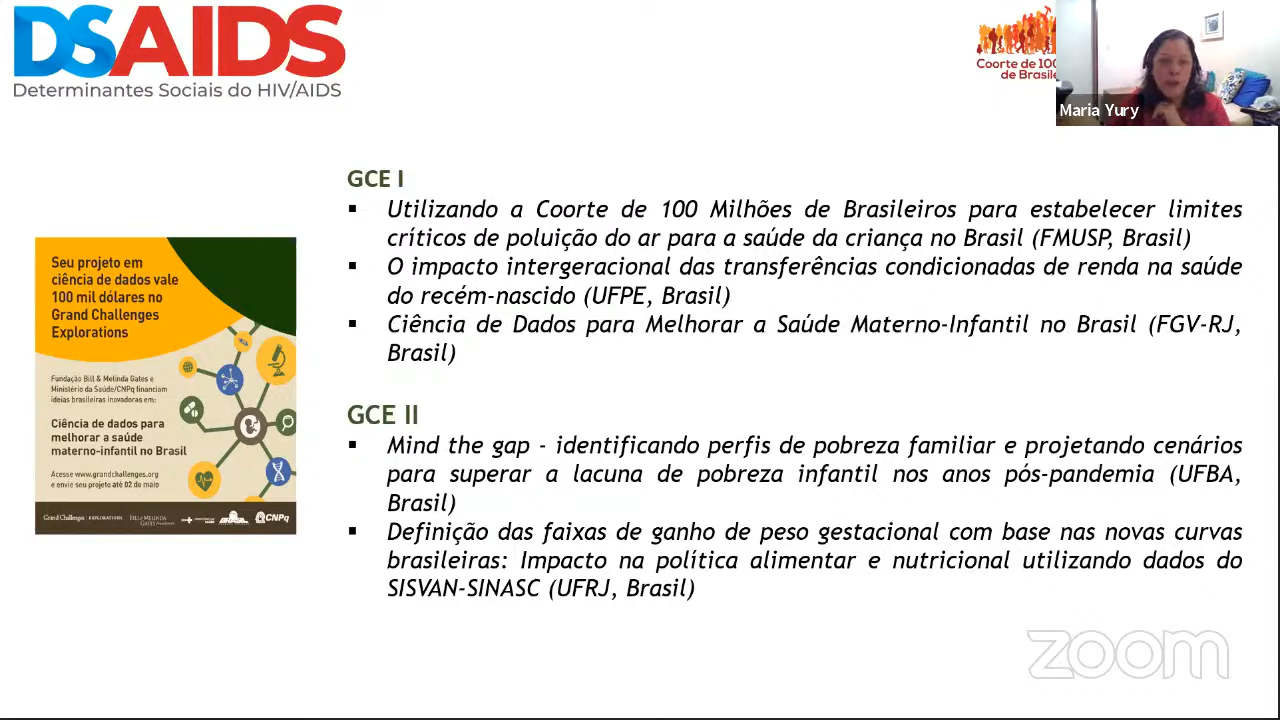 DSAIDS
Determinantes Sociais do HIV/AIDS
Coorte de 100
de Brasile
Maria Yury
GCE I
▪ Utilizando a Coorte de 100 Milhões de Brasileiros para estabelecer limites
críticos de poluição do ar para a saúde da criança no Brasil (FMUSP, Brasil)
▪ O impacto intergeracional das transferências condicionadas de renda na saúde
do recém-nascido (UFPE, Brasil)
▪ Ciência de Dados para Melhorar a Saúde Materno-Infantil no Brasil (FGV-RJ,
Brasil)
GCE II
▪ Mind the gap - identificando perfis de pobreza familiar e projetando cenários
para superar a lacuna de pobreza infantil nos anos pós-pandemia (UFBA,
Brasil)
▪ Definição das faixas de ganho de peso gestacional com base nas novas curvas
brasileiras: Impacto na política alimentar e nutricional utilizando dados do
SISVAN-SINASC (UFRJ, Brasil)
Seu projeto em
ciência de dados vale
100 mil dólares no
Grand Challenges
Explorations
Fundação Bill & Melinda Gates e
Ministério da Saúde/CNPq financiam
ideias brasileiras inovadoras em:
Ciência de dados para
melhorar a saúde
materno-infantil no Brasil
Acesse www.grandchallenges.org
e envie seu projeto até 02 de maio
Grand Challenges EXPLORATIONS
CNPq
zoom